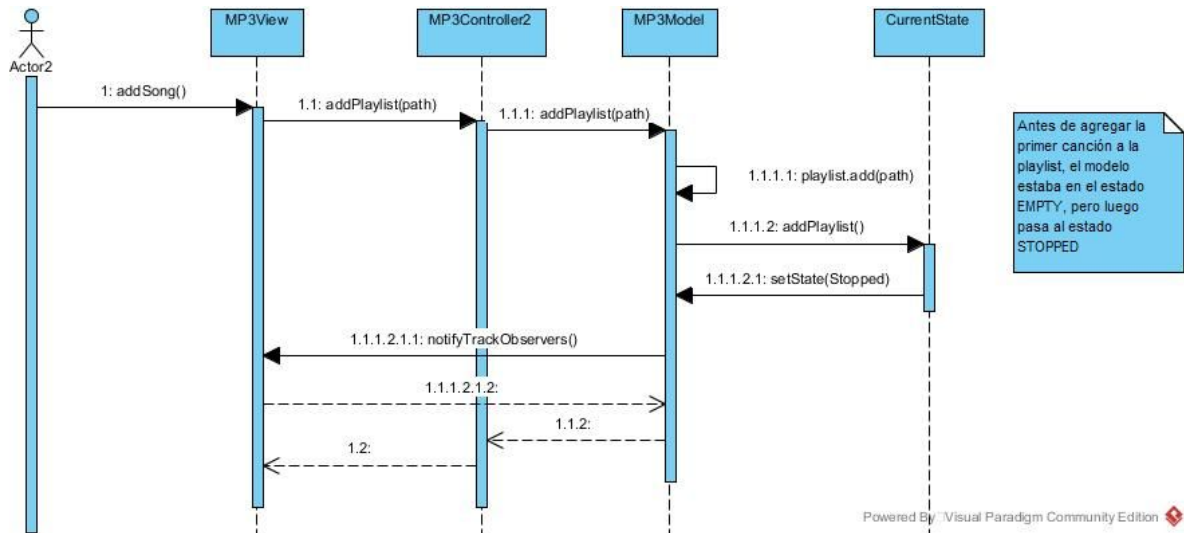 MP3View
MP3Controller2
MP3Model
CurrentState
Actor2
1: addSong()
1.1: addPlaylist(path)
1.1.1: addPlaylist(path)
1.1.1.1: playlist.add(path)
1.1.1.2: addPlaylist()
1.1.1.2.1: setState(Stopped)
1.1.1.2.1.1: notifyTrackObservers()
1.1.1.2.1.2:
1.1.2:
1.2:
Antes de agregar la
primer canción a la
playlist, el modelo
estaba en el estado
EMPTY, pero luego
pasa al estado
STOPPED
Powered By Visual Paradigm Community Edition